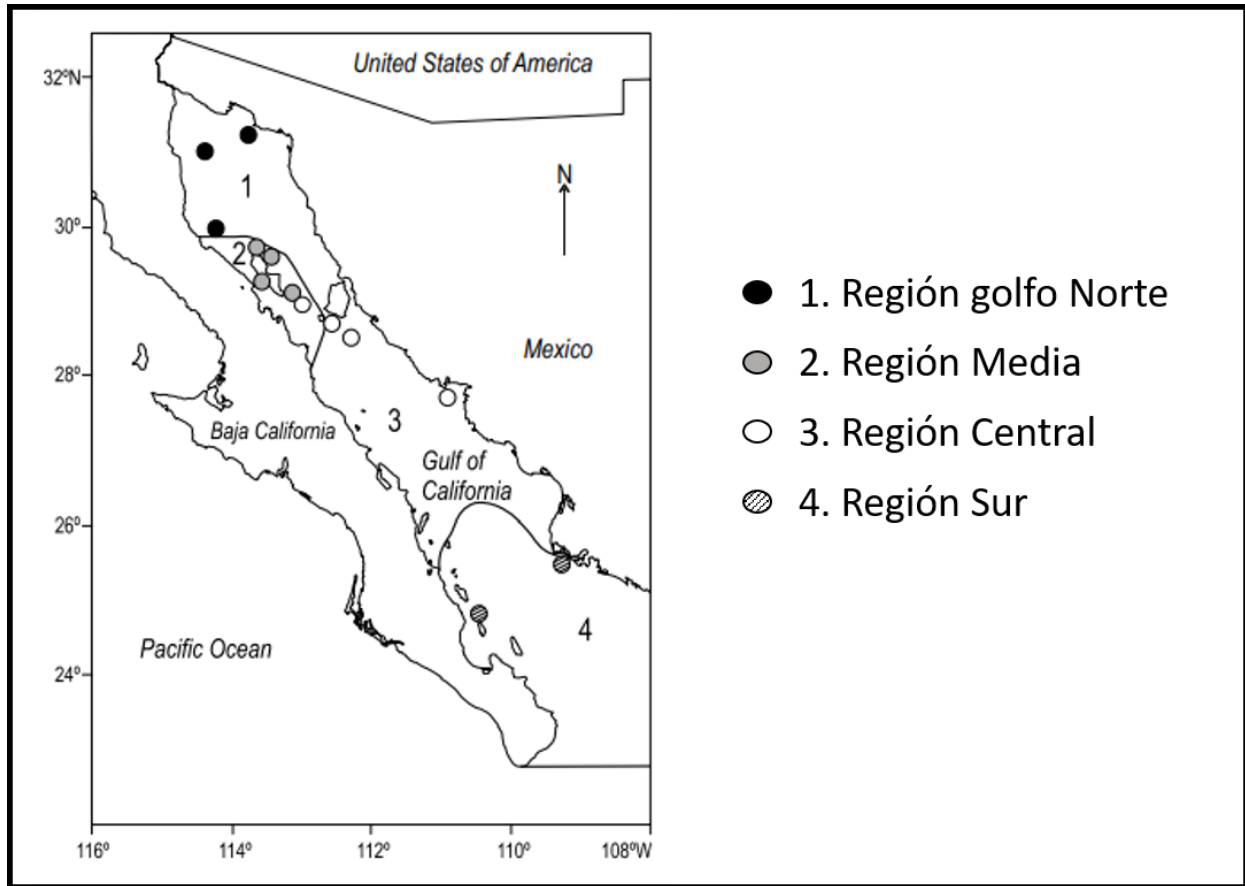 United States of America
32ºN
1
N
30º
2
Mexico
28º
3
Baja California
Gulf of
California
26º
4
Pacific Ocean
24º
116º
114º
112º
110º
108ºW
1. Región golfo Norte
2. Región Media
3. Región Central
4. Región Sur